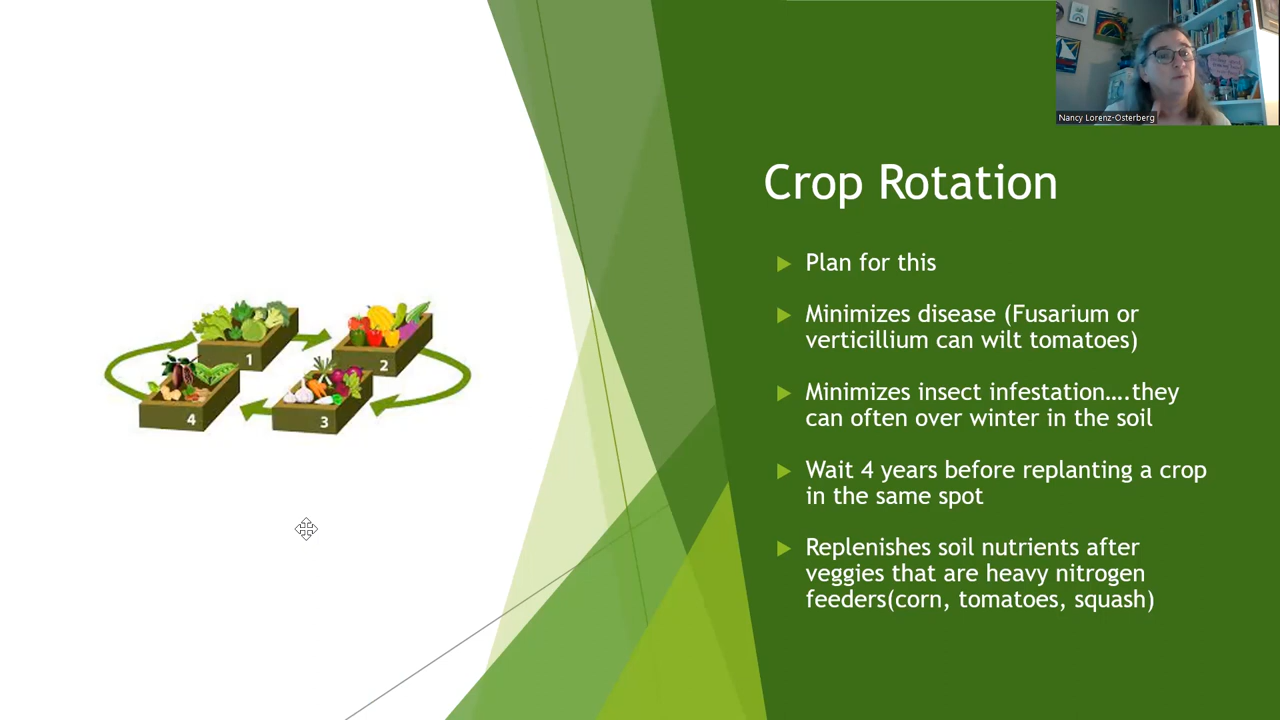 Nancy Lorenz-Osterberg
Crop Rotation
Plan for this
Minimizes disease (Fusarium or
verticillium can wilt tomatoes)
Minimizes insect infestation....they
can often over winter in the soil
Wait 4 years before replanting a crop
in the same spot
Replenishes soil nutrients after
veggies that are heavy nitrogen
feeders(corn, tomatoes, squash)
1
2
3
4